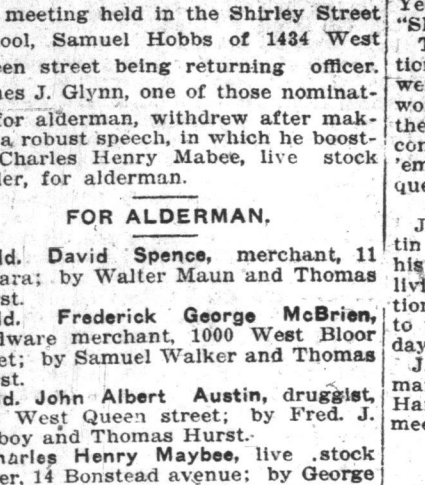 meeting held in the Shirley Street
ool, Samuel Hobbs of 1434 West
en street being returning officer.
es J. Glynn, one of those nominat-
for alderman, withdrew after mak-
a robust speech, in which he boost-
Charles Henry Mabee, live stock
ler, for alderman.
FOR ALDERMAN.
ld. David Spence, merchant, 11
ara; by Walter Maun and Thomas
st.
ld. Frederick George McBrien,
dware merchant, 1000 West Bloor
et; by Samuel Walker and Thomas
st.
d. John Albert Austin, druggist,
West Queen street; by Fred. J.
boy and Thomas Hurst.
harles Henry Maybee, live stock
er, 14 Bonstead avenue; by George
Ye
"S
T
tion
we
wo
the
con
'em
que
J
tin
his
livi
tion
to
day
J
ma
Ha
mee